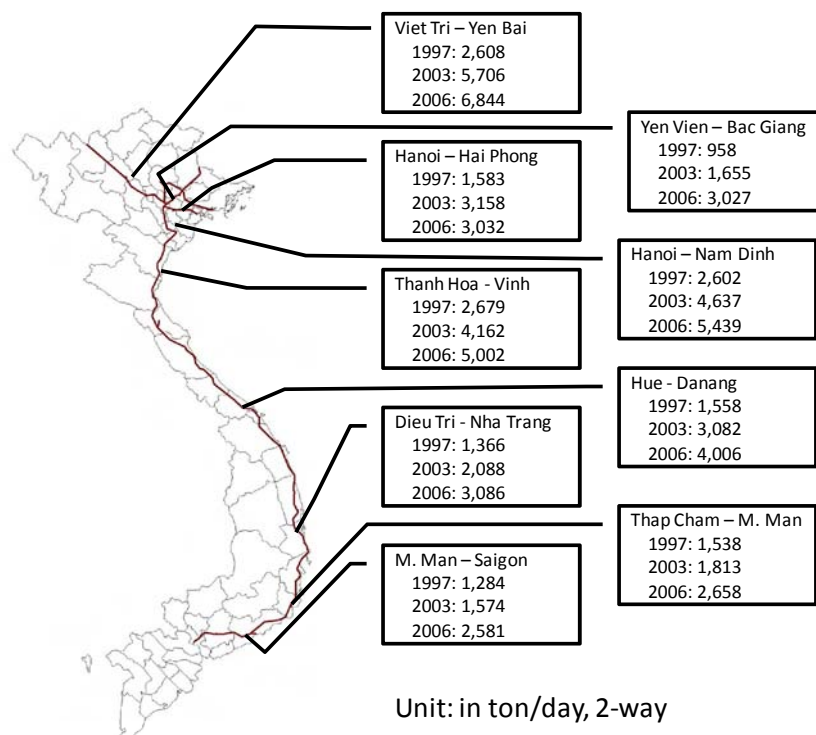 Viet Tri – Yen Bai
1997: 2,608
2003: 5,706
2006: 6,844
Yen Vien – Bac Giang
1997: 958
2003: 1,655
2006: 3,027
Hanoi – Hai Phong
1997: 1,583
2003: 3,158
2006: 3,032
Hanoi – Nam Dinh
1997: 2,602
2003: 4,637
2006: 5,439
Thanh Hoa - Vinh
1997: 2,679
2003: 4,162
2006: 5,002
Hue - Danang
1997: 1,558
2003: 3,082
2006: 4,006
Dieu Tri - Nha Trang
1997: 1,366
2003: 2,088
2006: 3,086
Thap Cham – M. Man
1997: 1,538
2003: 1,813
2006: 2,658
M. Man – Saigon
1997: 1,284
2003: 1,574
2006: 2,581
Unit: in ton/day, 2-way